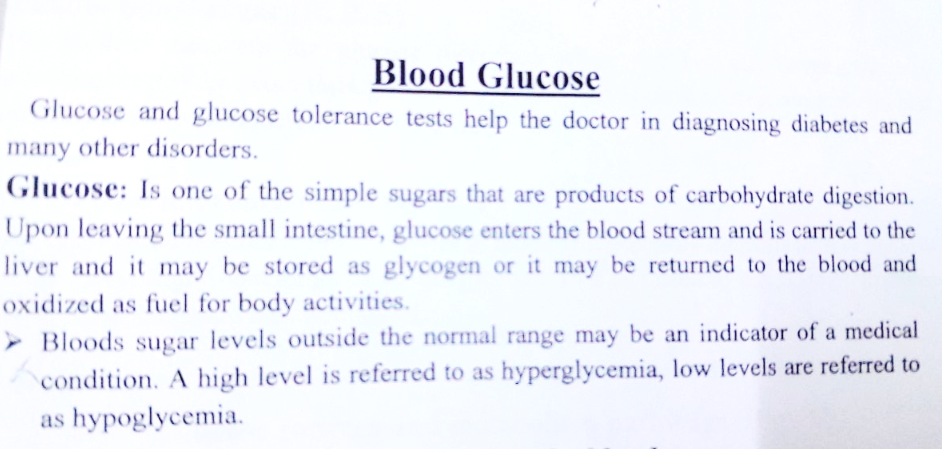 Blood Glucose
Glucose and glucose tolerance tests help the doctor in diagnosing diabetes and
many other disorders.
Glucose: Is one of the simple sugars that are products of carbohydrate digestion.
Upon leaving the small intestine, glucose enters the blood stream and is carried to the
liver and it may be stored as glycogen or it may be returned to the blood and
oxidized as fuel for body activities.
➤ Bloods sugar levels outside the normal range may be an indicator of a medical
condition. A high level is referred to as hyperglycemia, low levels are referred to
as hypoglycemia.